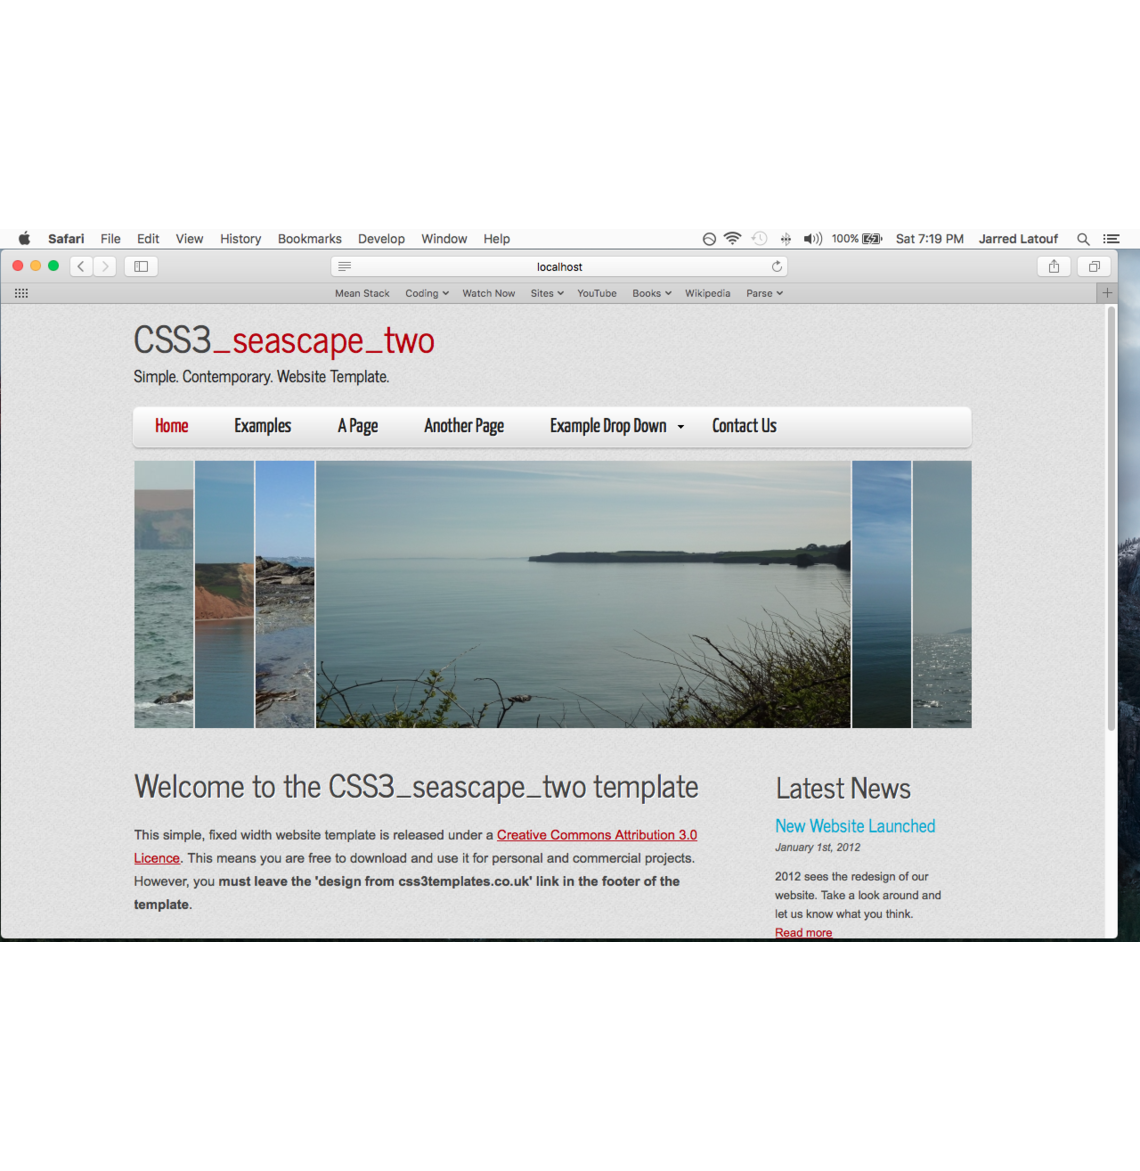 Safari File Edit View History Bookmarks Develop Window Help 100% Sat 7:19 PM Jarred Latouf
localhost
Mean Stack Coding Watch Now Sites YouTube Books Wikipedia Parse
CSS3_seascape_two
Simple. Contemporary. Website Template.
Home Examples A Page Another Page Example Drop Down Contact Us
Welcome to the CSS3_seascape_two template
This simple, fixed width website template is released under a Creative Commons Attribution 3.0
Licence. This means you are free to download and use it for personal and commercial projects.
However, you must leave the 'design from css3templates.co.uk' link in the footer of the
template.
Latest News
New Website Launched
January 1st, 2012
2012 sees the redesign of our
website. Take a look around and
let us know what you think.
Read more